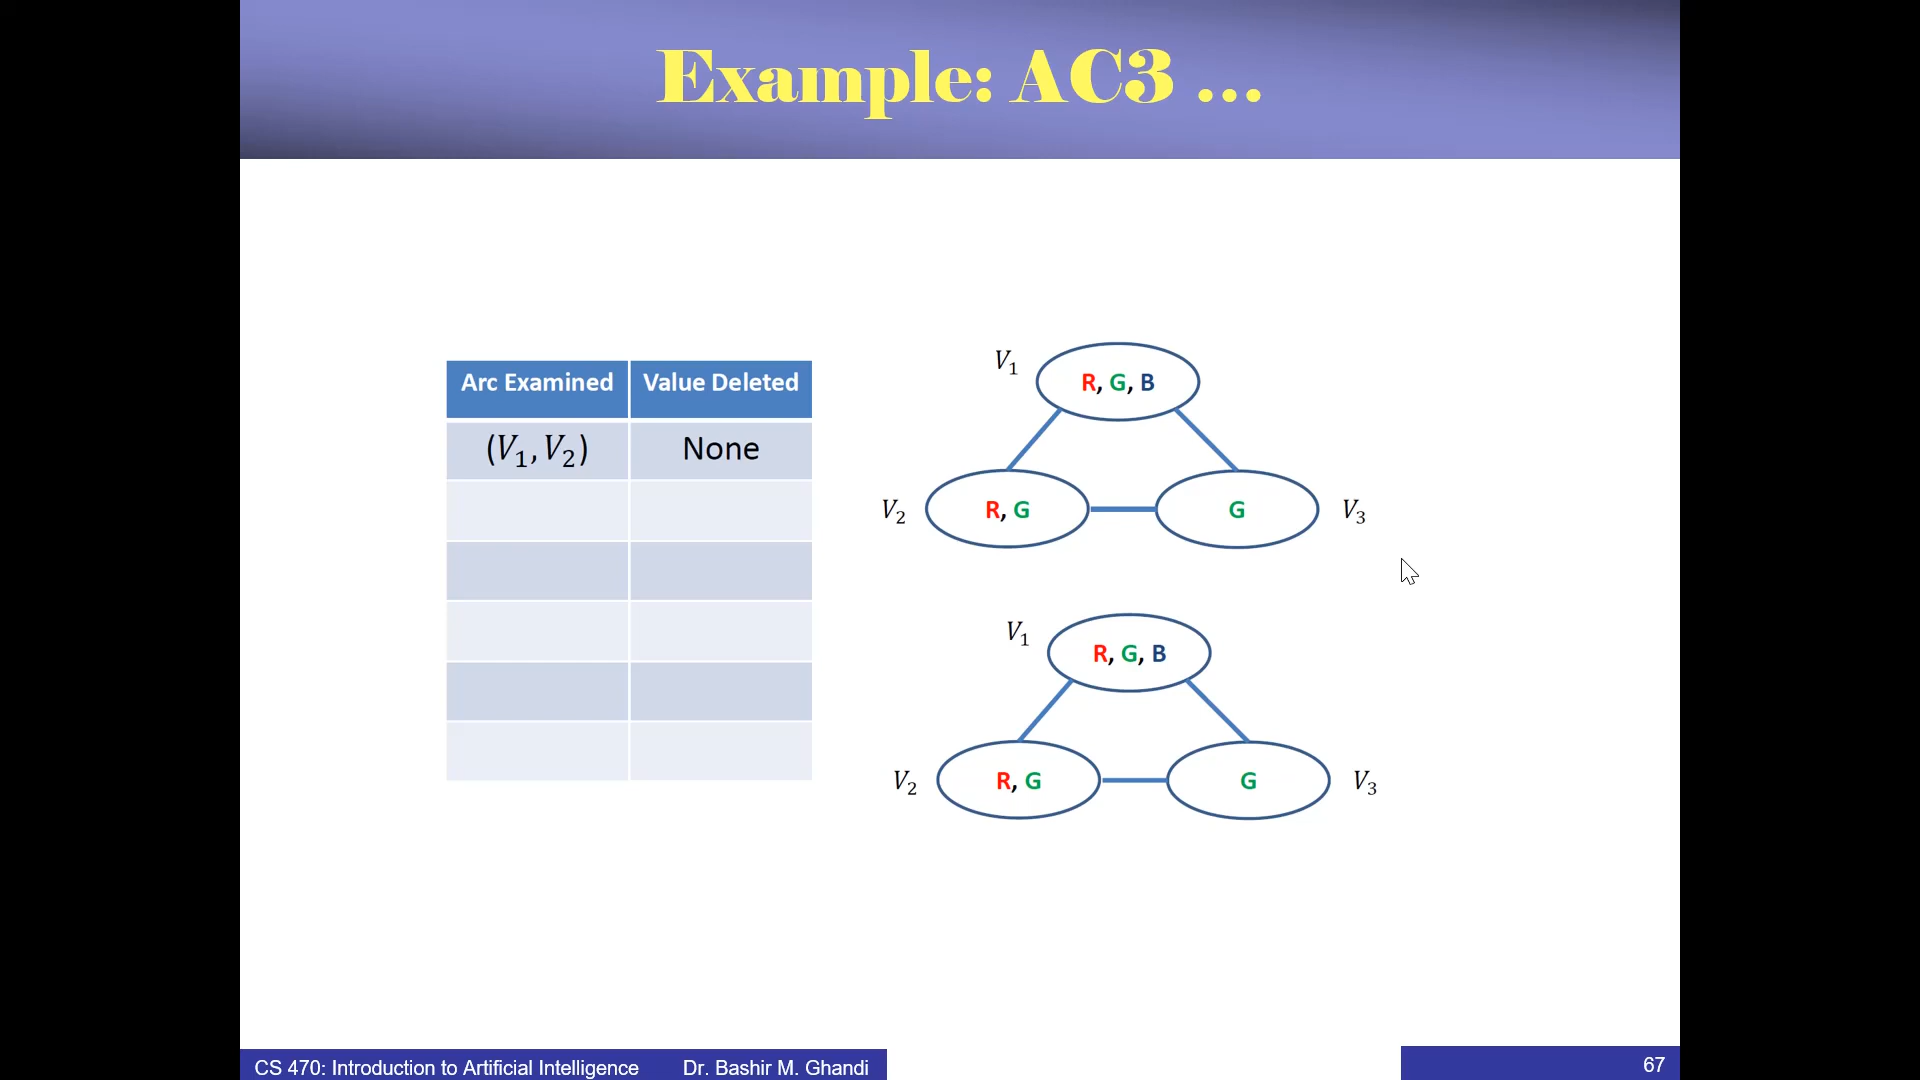 Example: AC3 ...
Arc Examined Value Deleted
(V₁, V₂) None
V₁
R, G, B
V₂
R, G
G
V₃
V₁
R, G, B
V₂
R, G
G
V₃
CS 470: Introduction to Artificial Intelligence Dr. Bashir M. Ghandi
67